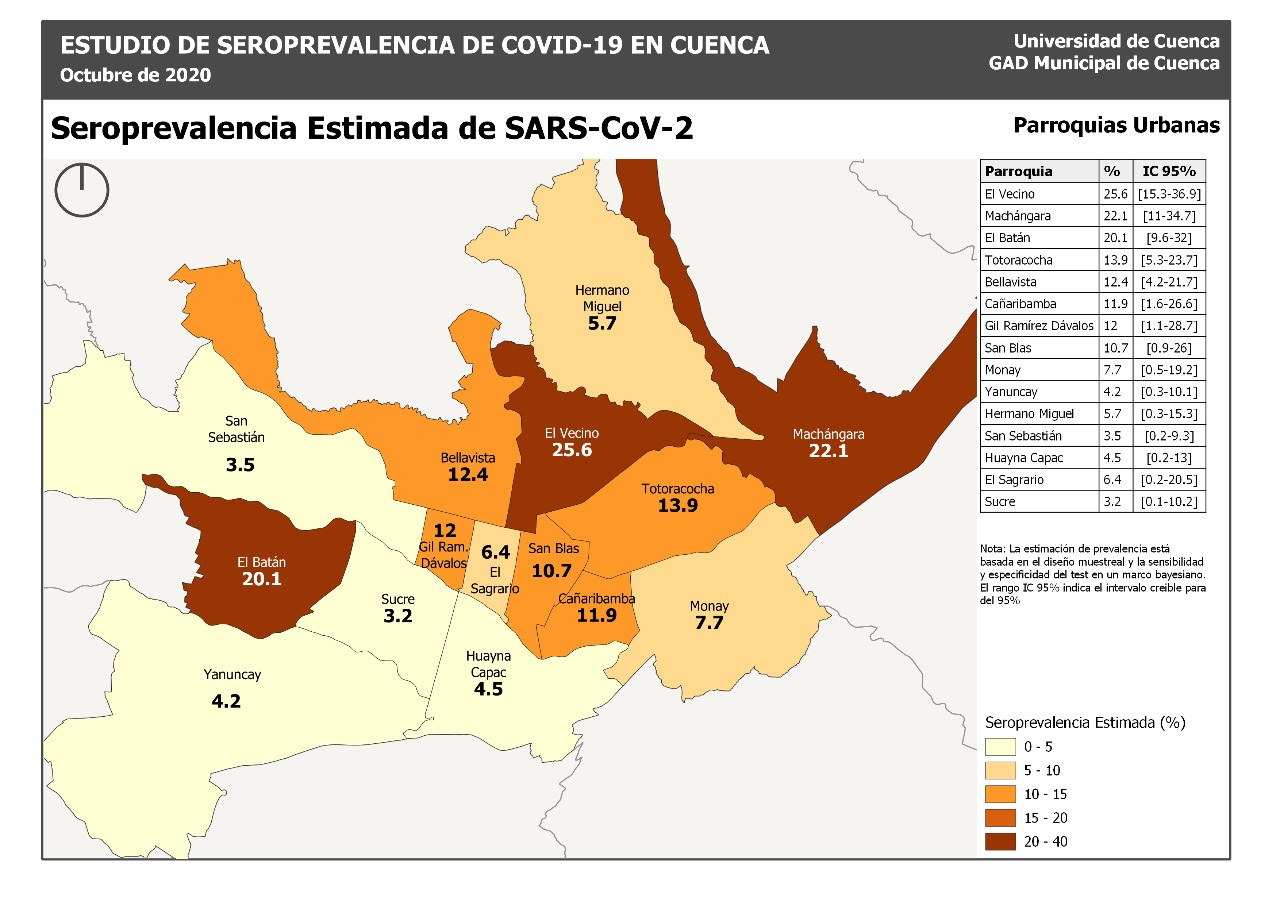 ESTUDIO DE SEROPREVALENCIA DE COVID-19 EN CUENCA
Octubre de 2020
Universidad de Cuenca
GAD Municipal de Cuenca
Seroprevalencia Estimada de SARS-CoV-2
Parroquias Urbanas
Hermano
Miguel
5.7
San
Sebastián
3.5
El Vecino
25.6
Machángara
22.1
Bellavista
12.4
Totoracocha
13.9
12
Gil Ram.
Dávalos
6.4
El
Sagrario
San Blas
10.7
El Batán
20.1
Sucre
3.2
Cañaribamba
11.9
Monay
7.7
Huayna
Capac
4.5
Yanuncay
4.2
Parroquia % IC 95%
El Vecino 25.6 [15.3-36.9]
Machángara 22.1 [11-34.7]
El Batán 20.1 [9.6-32]
Totoracocha 13.9 [5.3-23.7]
Bellavista 12.4 [4.2-21.7]
Cañaribamba 11.9 [1.6-26.6]
Gil Ramírez Dávalos 12 [1.1-28.7]
San Blas 10.7 [0.9-26]
Monay 7.7 [0.5-19.2]
Yanuncay 4.2 [0.3-10.1]
Hermano Miguel 5.7 [0.3-15.3]
San Sebastián 3.5 [0.2-9.3]
Huayna Capac 4.5 [0.2-13]
El Sagrario 6.4 [0.2-20.5]
Sucre 3.2 [0.1-10.2]
Nota: La estimación de prevalencia está
basada en el diseño muestreal y la sensibilidad
y especificidad del test en un marco bayesiano.
El rango IC 95% indica el intervalo creible para
del 95%
Seroprevalencia Estimada (%)
0 - 5
5 - 10
10 - 15
15 - 20
20 - 40